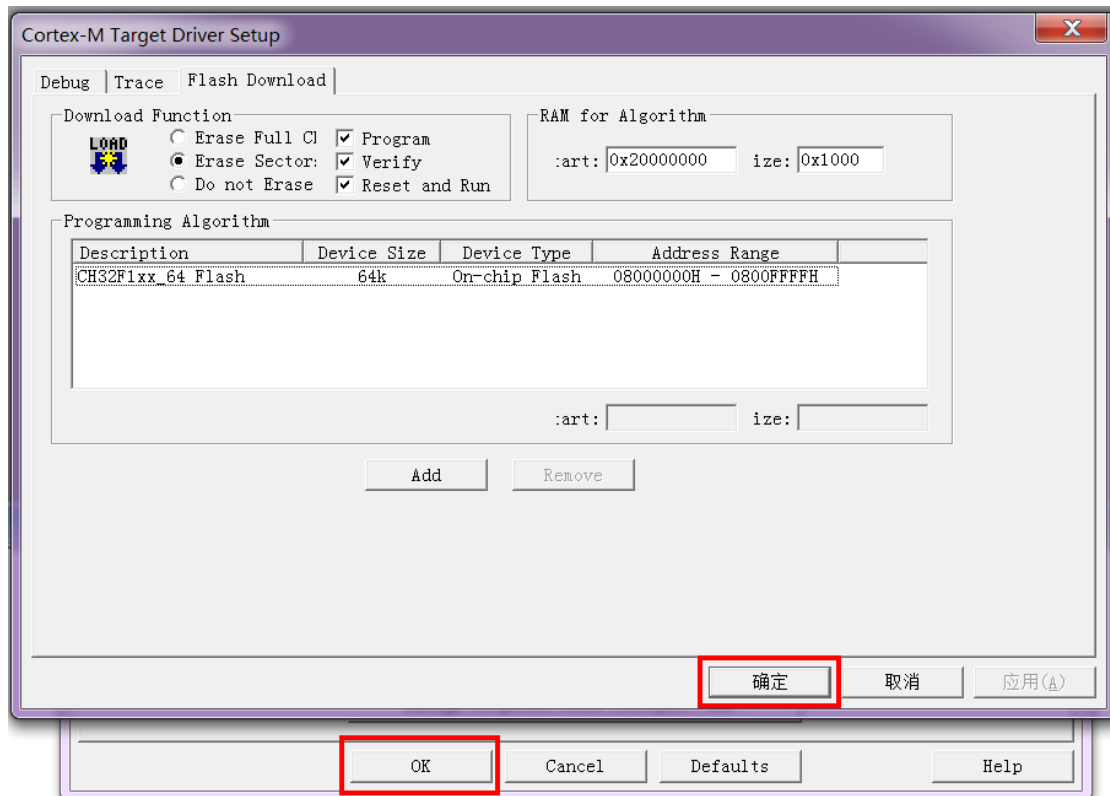 Cortex-M Target Driver Setup
Debug Trace Flash Download
Download Function
LOAD
Erase Full Cl
Program
Erase Sector:
Verify
Do not Erase
Reset and Run
RAM for Algorithm
:art: 0x20000000 ize: 0x1000
Programming Algorithm
Description Device Size Device Type Address Range
CH32F1xx_64 Flash 64k On-chip Flash 08000000H - 0800FFFFH
:art: ize:
Add Remove
确定 取消 应用(A)
OK Cancel Defaults Help